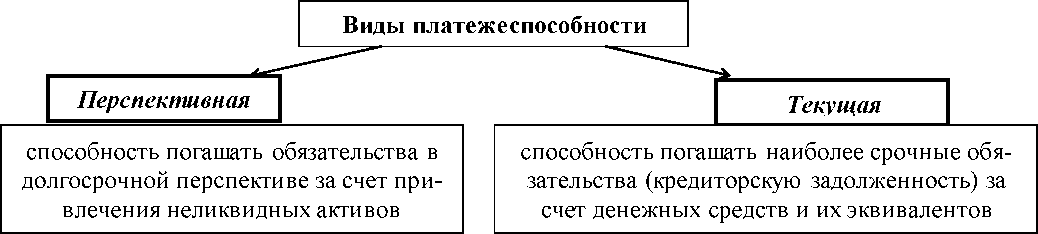 Виды платежеспособности
Перспективная
способность погашать обязательства в
долгосрочной перспективе за счет при-
влечения неликвидных активов
Текущая
способность погашать наиболее срочные обя-
зательства (кредиторскую задолженность) за
счет денежных средств и их эквивалентов